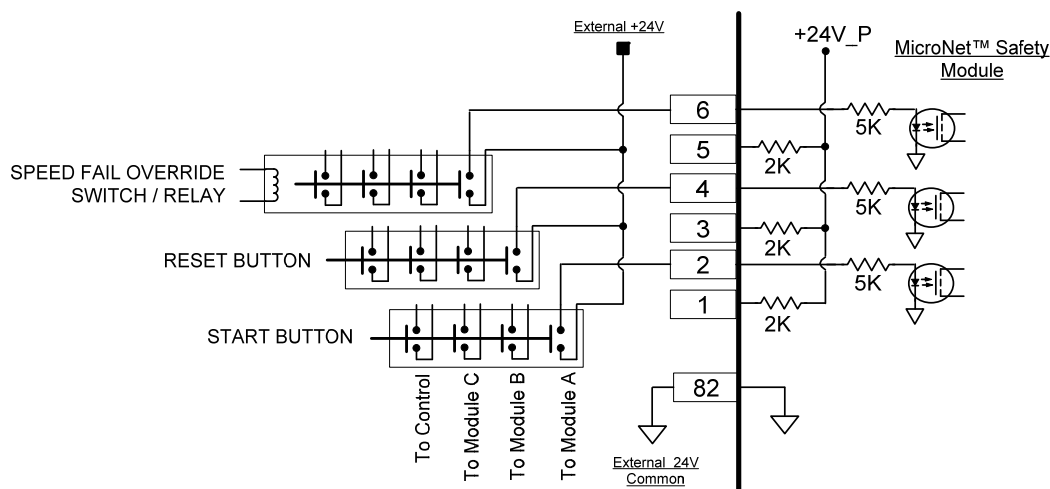 External +24V
+24V_P
MicroNet™ Safety
Module
6
5K
5
2K
SPEED FAIL OVERRIDE
SWITCH / RELAY
4
5K
3
2K
RESET BUTTON
2
5K
1
2K
START BUTTON
To Control
To Module C
To Module B
To Module A
82
External 24V
Common